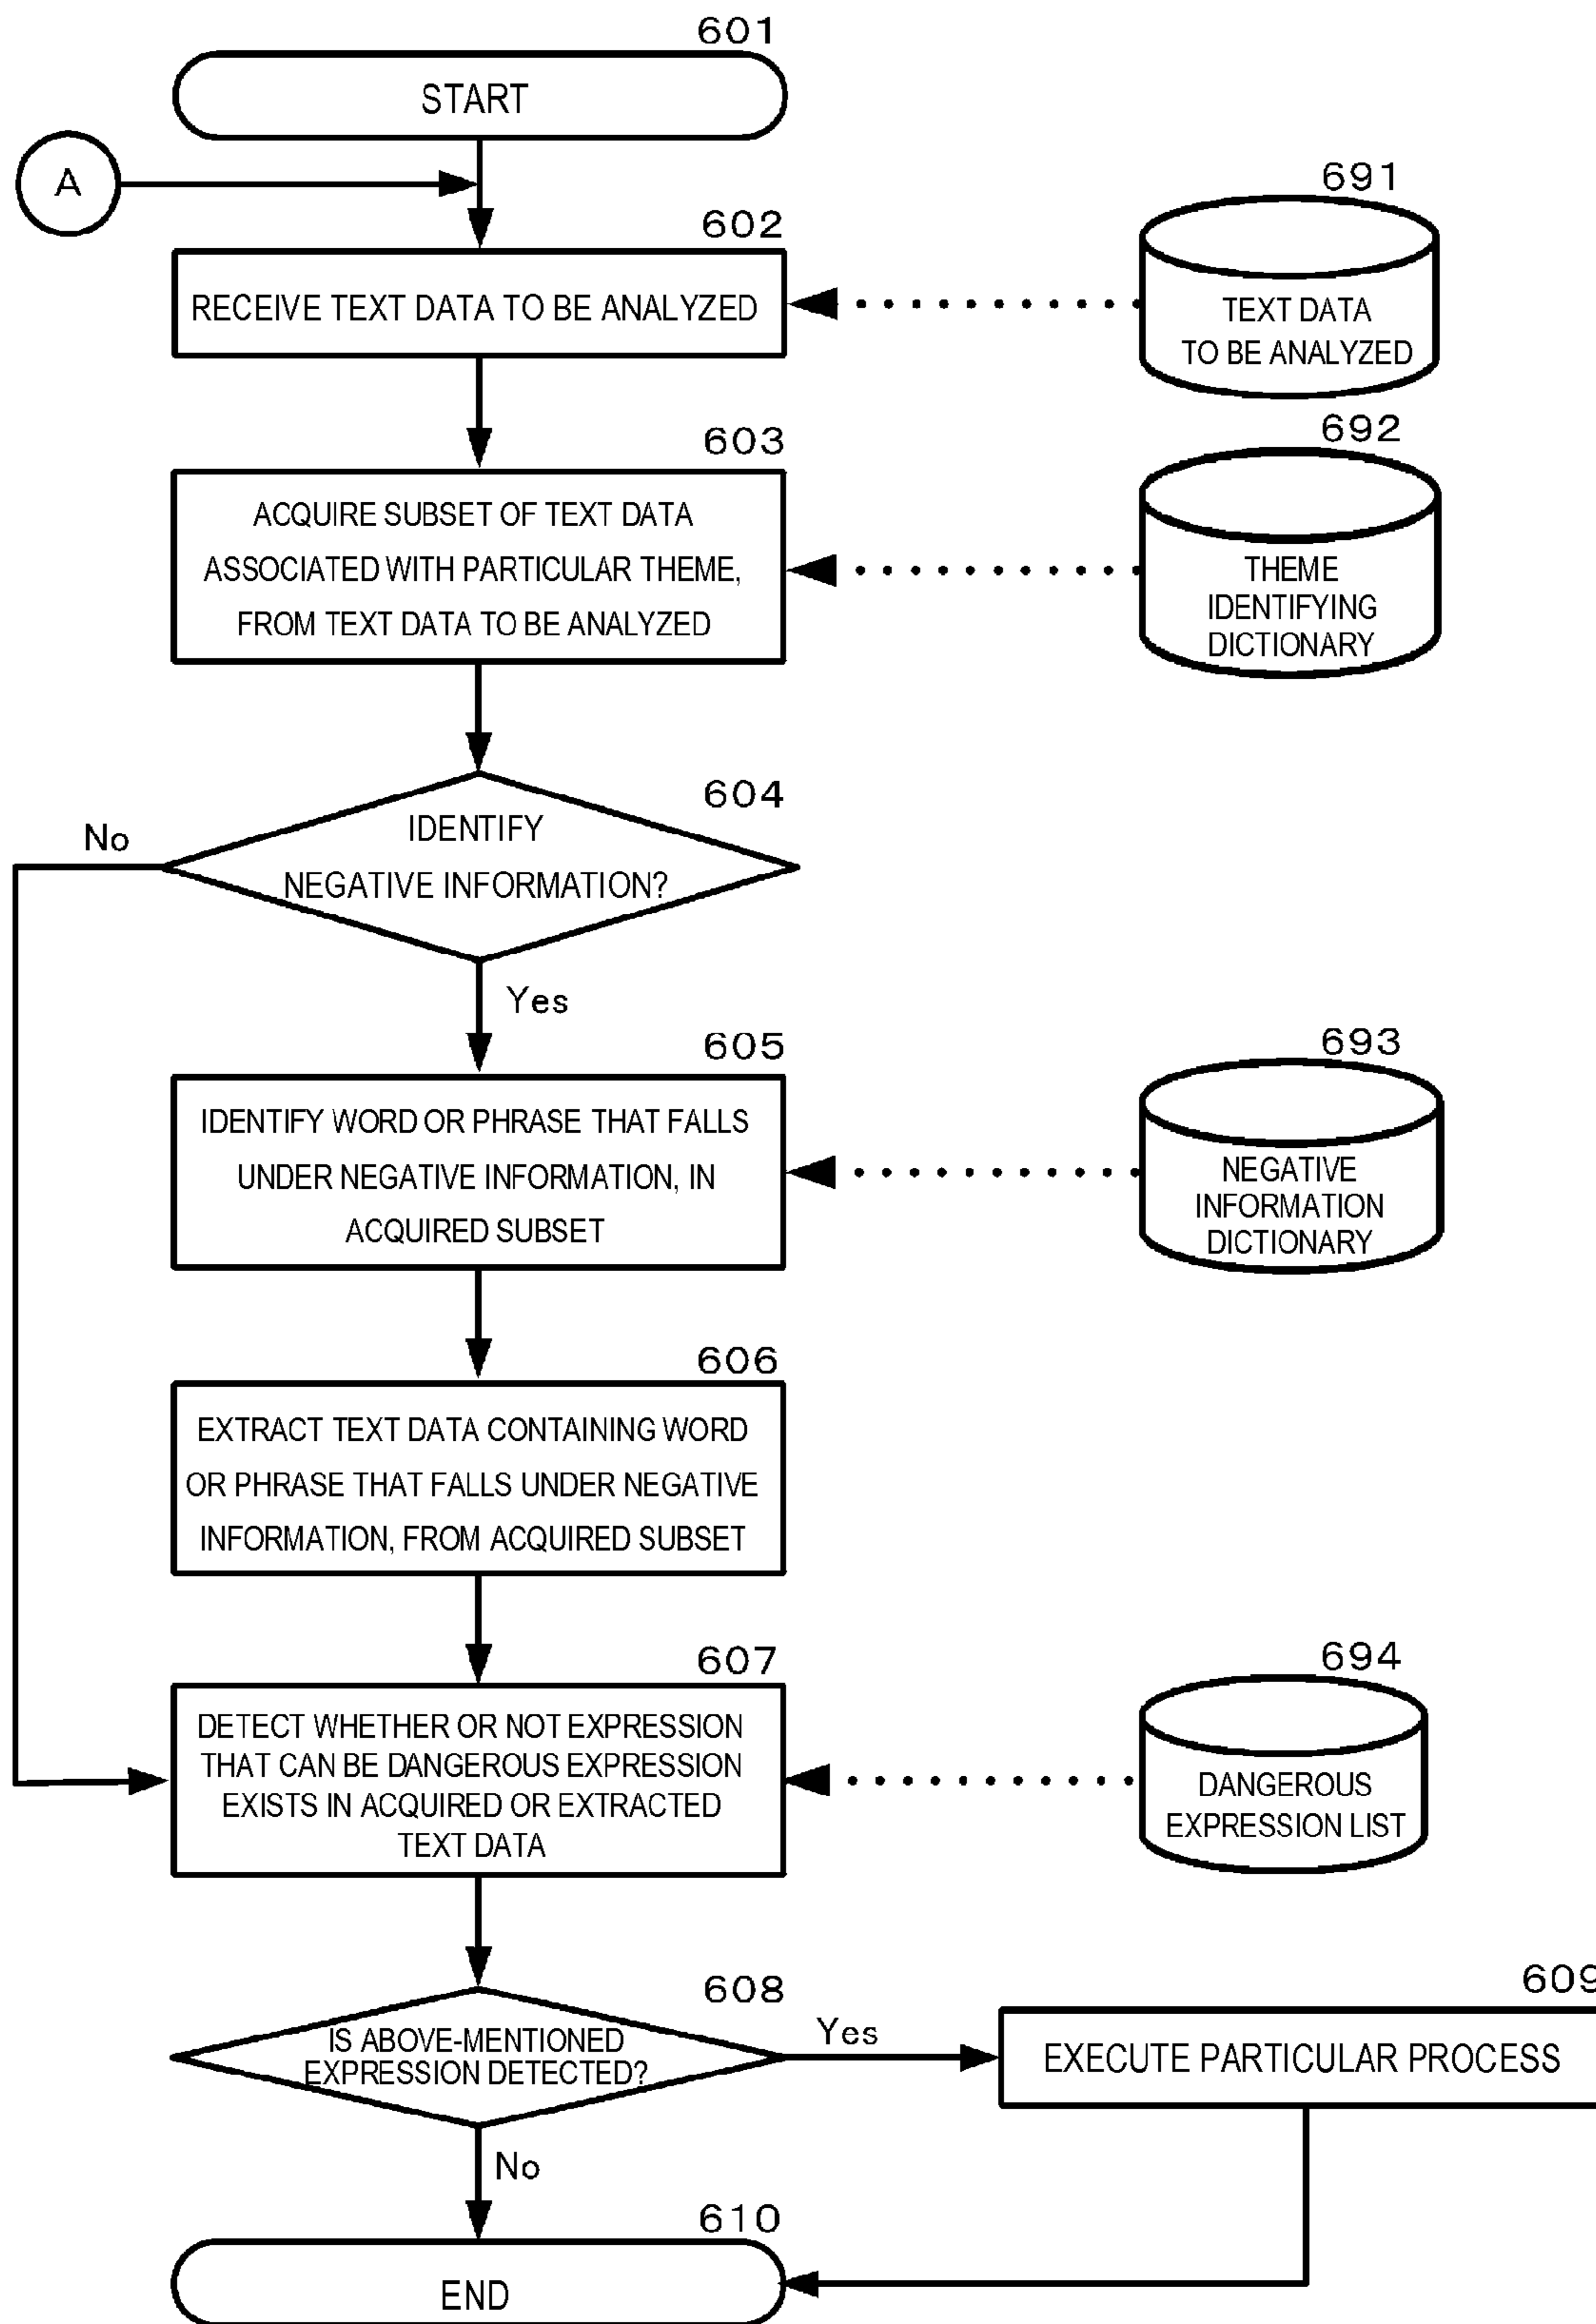 601
START
A
602
RECEIVE TEXT DATA TO BE ANALYZED
691
TEXT DATA
TO BE ANALYZED
603
ACQUIRE SUBSET OF TEXT DATA
ASSOCIATED WITH PARTICULAR THEME,
FROM TEXT DATA TO BE ANALYZED
692
THEME
IDENTIFYING
DICTIONARY
604
IDENTIFY
NEGATIVE INFORMATION?
No
Yes
605
IDENTIFY WORD OR PHRASE THAT FALLS
UNDER NEGATIVE INFORMATION, IN
ACQUIRED SUBSET
693
NEGATIVE
INFORMATION
DICTIONARY
606
EXTRACT TEXT DATA CONTAINING WORD
OR PHRASE THAT FALLS UNDER NEGATIVE
INFORMATION, FROM ACQUIRED SUBSET
607
DETECT WHETHER OR NOT EXPRESSION
THAT CAN BE DANGEROUS EXPRESSION
EXISTS IN ACQUIRED OR EXTRACTED
TEXT DATA
694
DANGEROUS
EXPRESSION LIST
608
IS ABOVE-MENTIONED
EXPRESSION DETECTED?
Yes
609
EXECUTE PARTICULAR PROCESS
No
610
END